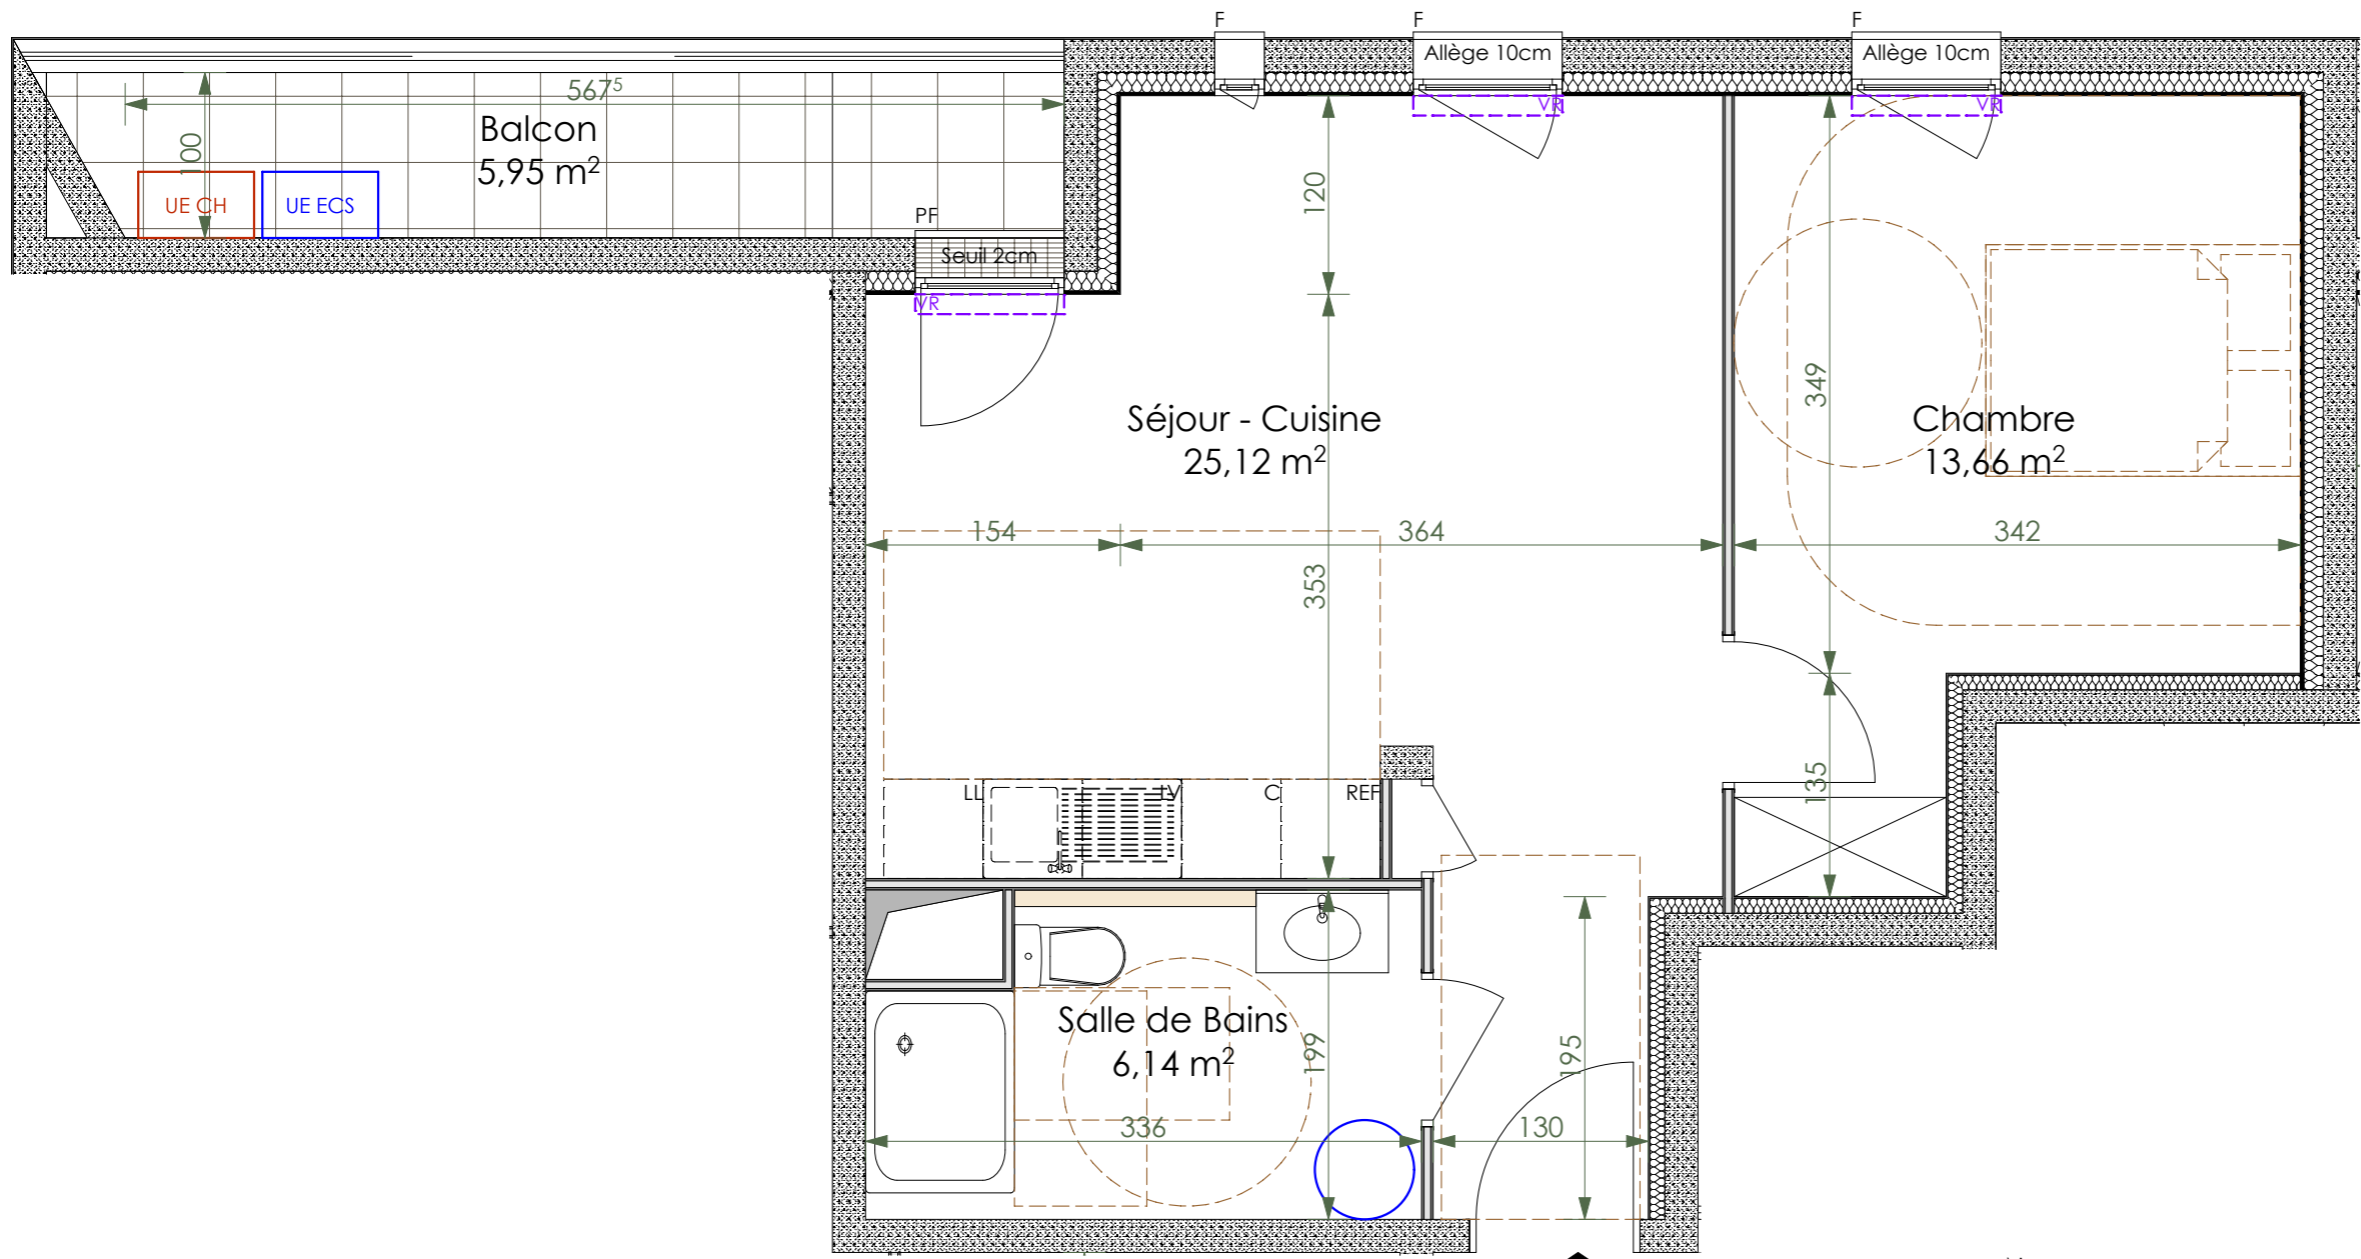 F
F
F
Allège 10cm
Allège 10cm
567⁵
VR
VR
Balcon
5,95 m²
100
120
UE CH
UE ECS
PF
Seuil 2cm
VR
349
Séjour - Cuisine
25,12 m²
Chambre
13,66 m²
154
364
342
353
135
LL
LV
C
REF
Salle de Bains
6,14 m²
199
195
336
130